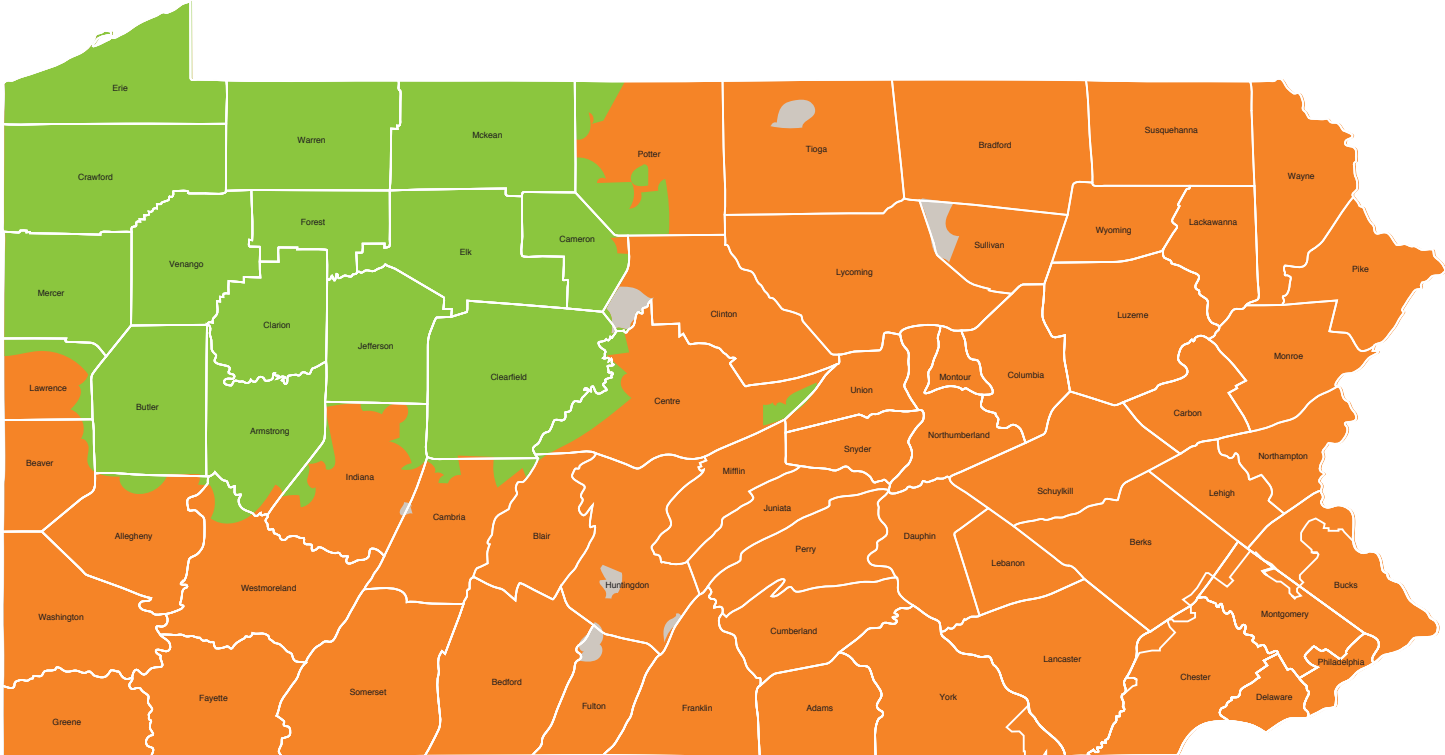 Erie
Warren
Mckean
Potter
Tioga
Bradford
Susquehanna
Wayne
Crawford
Forest
Elk
Cameron
Lycoming
Sullivan
Wyoming
Lackawanna
Pike
Mercer
Venango
Clarion
Jefferson
Clearfield
Clinton
Luzerne
Monroe
Lawrence
Butler
Armstrong
Centre
Union
Montour
Columbia
Carbon
Beaver
Indiana
Mifflin
Snyder
Northumberland
Northampton
Allegheny
Cambria
Blair
Juniata
Perry
Dauphin
Schuylkill
Lehigh
Westmoreland
Huntingdon
Lebanon
Berks
Bucks
Washington
Cumberland
Montgomery
Greene
Fayette
Somerset
Bedford
Fulton
Franklin
Adams
York
Lancaster
Chester
Delaware
Philadelphia